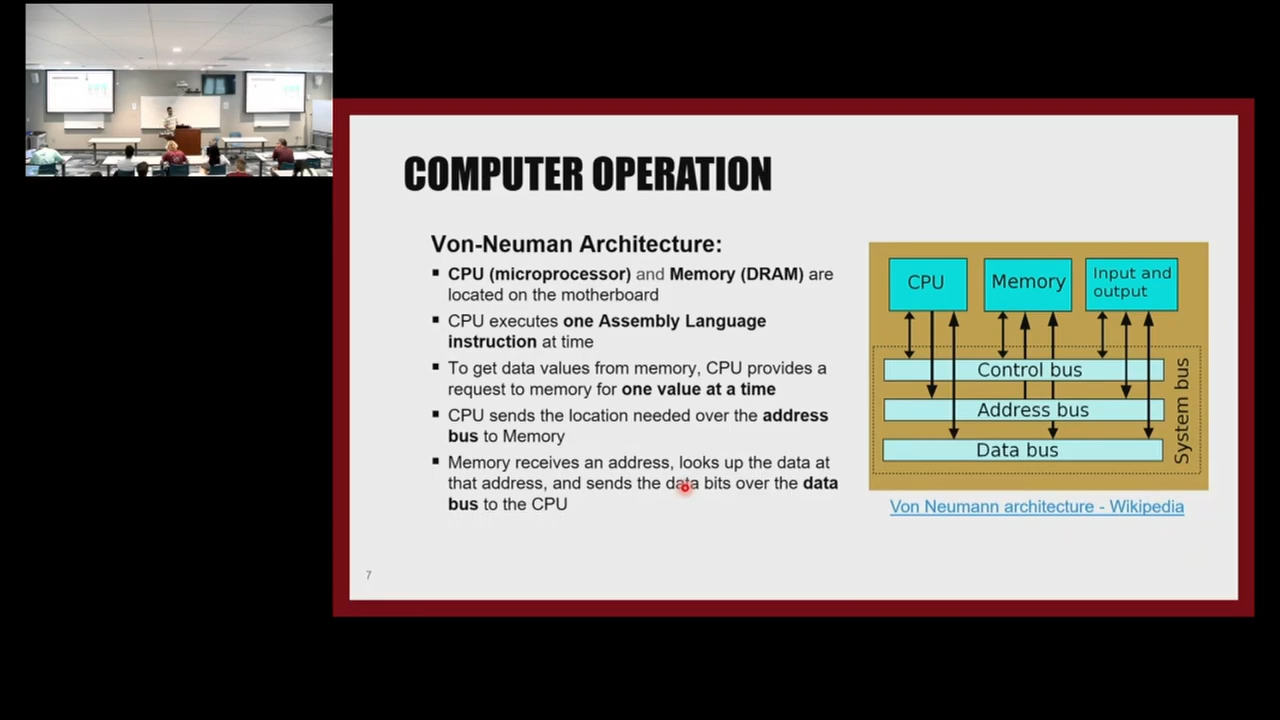 COMPUTER OPERATION
Von-Neuman Architecture:
▪ CPU (microprocessor) and Memory (DRAM) are
located on the motherboard
▪ CPU executes one Assembly Language
instruction at time
▪ To get data values from memory, CPU provides a
request to memory for one value at a time
▪ CPU sends the location needed over the address
bus to Memory
▪ Memory receives an address, looks up the data at
that address, and sends the data bits over the data
bus to the CPU
CPU
Memory
Input and
output
Control bus
Address bus
Data bus
System bus
Von Neumann architecture - Wikipedia
7